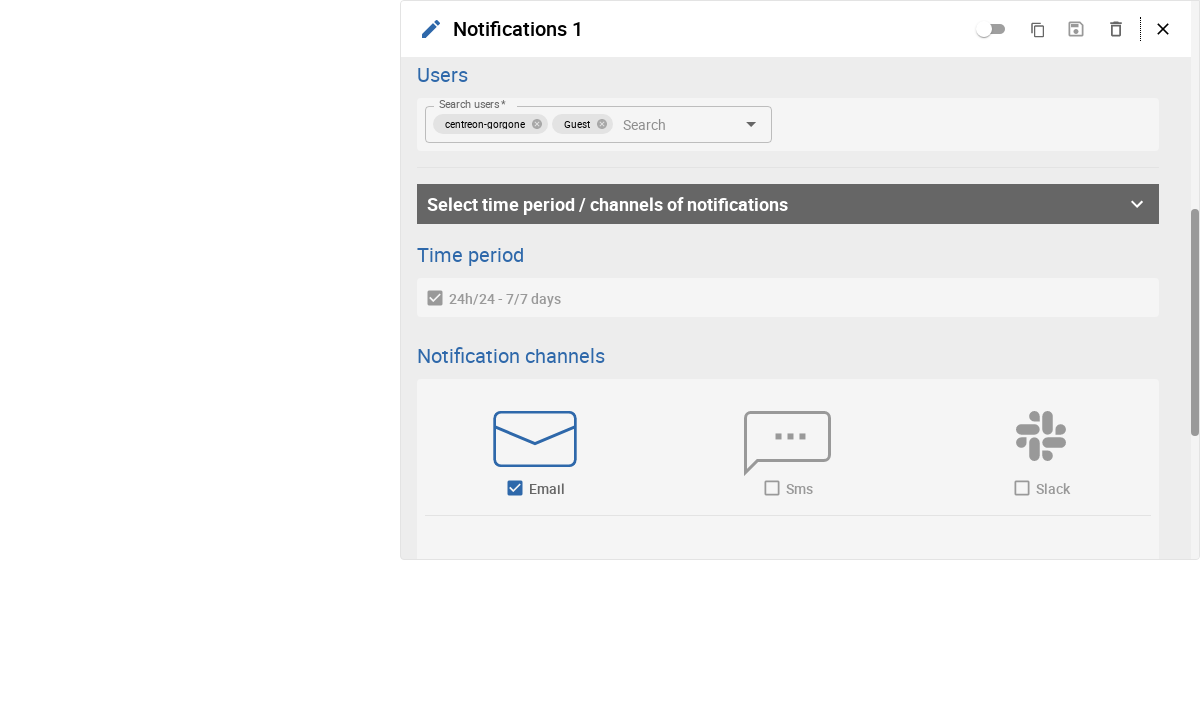 Notifications 1
Users
Search users *
centreon-gorgone Guest Search
Select time period / channels of notifications
Time period
24h/24 - 7/7 days
Notification channels
Email Sms Slack